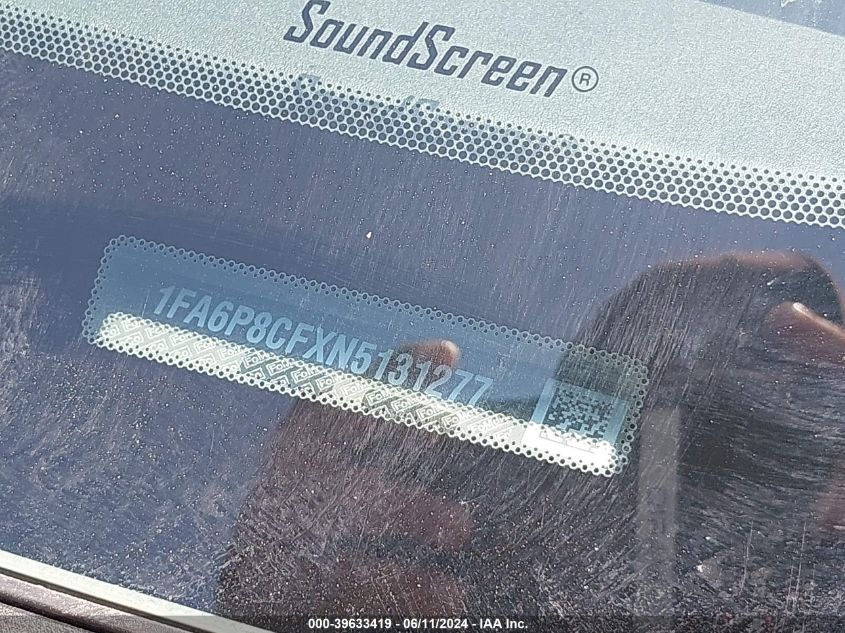 SoundScreen®
1FA6P8CFXN5131277
000-39633419 - 06/11/2024 - IAA Inc.